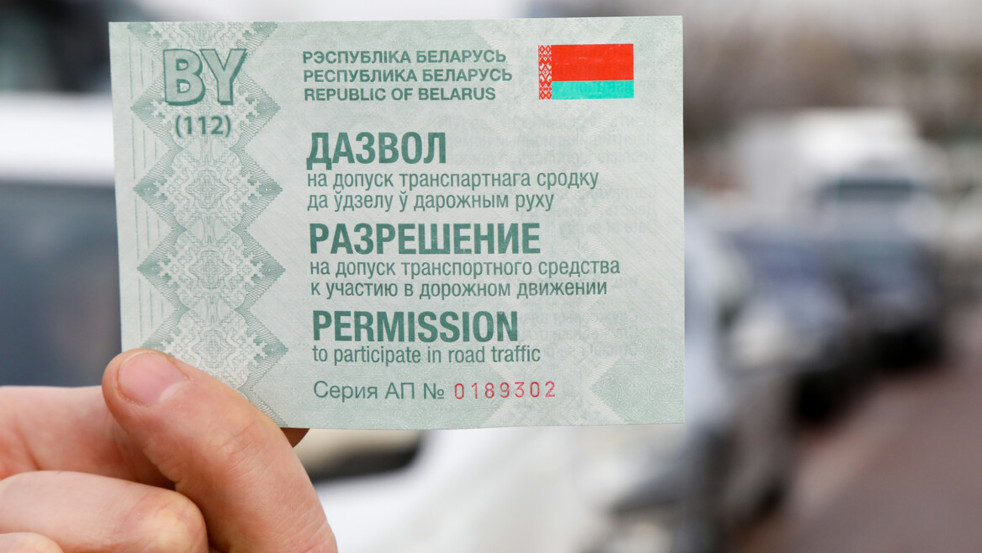 BY
(112)
РЭСПУБЛІКА БЕЛАРУСЬ
РЕСПУБЛИКА БЕЛАРУСЬ
REPUBLIC OF BELARUS
ДАЗВОЛ
на допуск транспартнага сродку
да ўдзелу ў дарожным руху
РАЗРЕШЕНИЕ
на допуск транспортного средства
к участию в дорожном движении
PERMISSION
to participate in road traffic
Серия АП № 0189302